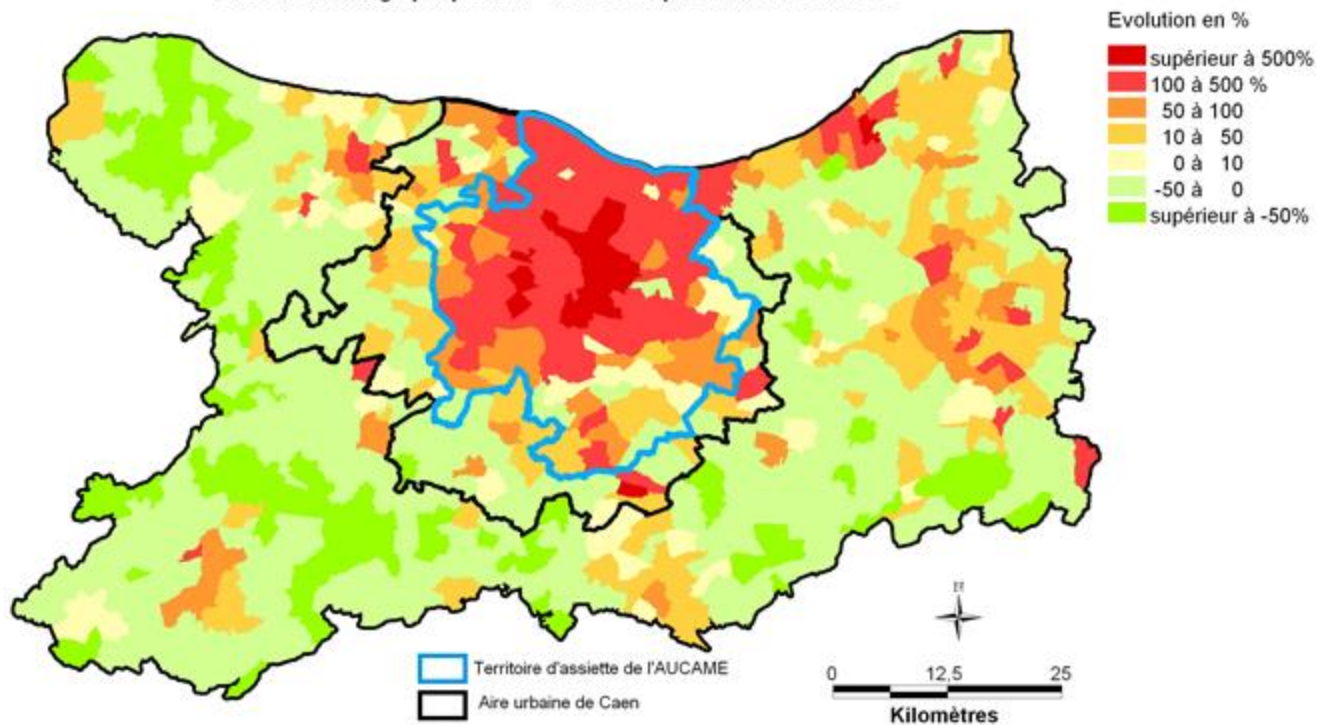 Evolution en %
supérieur à 500%
100 à 500 %
50 à 100
10 à 50
0 à 10
-50 à 0
supérieur à -50%
N
Territoire d'assiette de l'AUCAME
Aire urbaine de Caen
0 12,5 25
Kilomètres